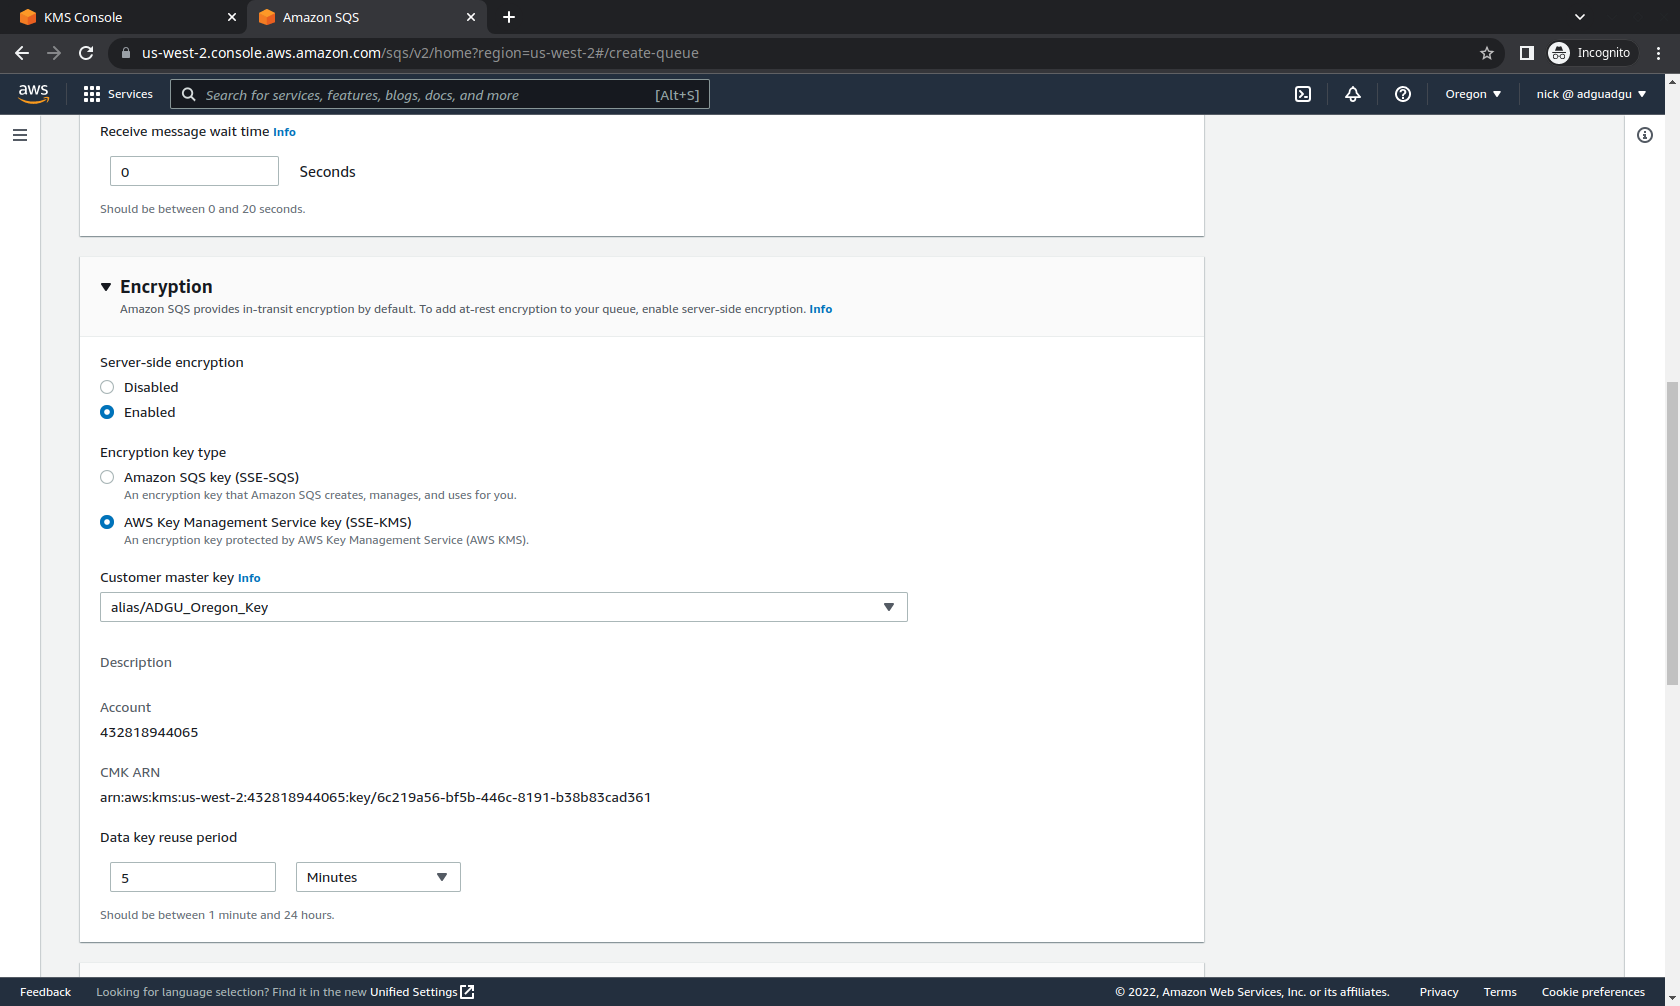 KMS Console
Amazon SQS
us-west-2.console.aws.amazon.com/sqs/v2/home?region=us-west-2#/create-queue
Incognito
aws
Services
Search for services, features, blogs, docs, and more
[Alt+S]
Oregon
nick @ adguadgu
Receive message wait time Info
0
Seconds
Should be between 0 and 20 seconds.
Encryption
Amazon SQS provides in-transit encryption by default. To add at-rest encryption to your queue, enable server-side encryption. Info
Server-side encryption
Disabled
Enabled
Encryption key type
Amazon SQS key (SSE-SQS)
An encryption key that Amazon SQS creates, manages, and uses for you.
AWS Key Management Service key (SSE-KMS)
An encryption key protected by AWS Key Management Service (AWS KMS).
Customer master key Info
alias/ADGU_Oregon_Key
Description
Account
432818944065
CMK ARN
arn:aws:kms:us-west-2:432818944065:key/6c219a56-bf5b-446c-8191-b38b83cad361
Data key reuse period
5
Minutes
Should be between 1 minute and 24 hours.
Feedback
Looking for language selection? Find it in the new Unified Settings
© 2022, Amazon Web Services, Inc. or its affiliates.
Privacy
Terms
Cookie preferences